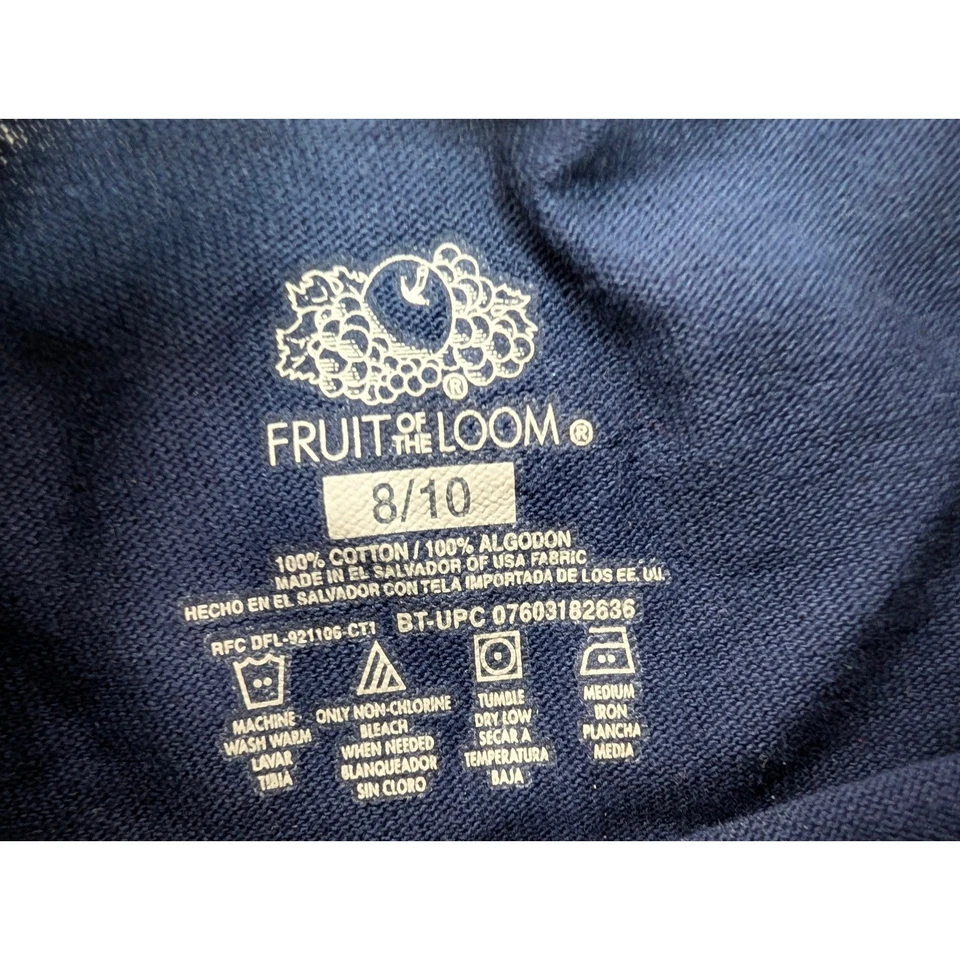 ®
FRUIT OF THE LOOM ®
8/10
100% COTTON / 100% ALGODON
MADE IN EL SALVADOR OF USA FABRIC
HECHO EN EL SALVADOR CON TELA IMPORTADA DE LOS EE. UU.
RFC DFL-921106-CT1 BT-UPC 07603182636
MACHINE
WASH WARM
LAVAR
TIBIA
ONLY NON-CHLORINE
BLEACH
WHEN NEEDED
BLANQUEADOR
SIN CLORO
TUMBLE
DRY LOW
SECAR A
TEMPERATURA
BAJA
MEDIUM
IRON
PLANCHA
MEDIA